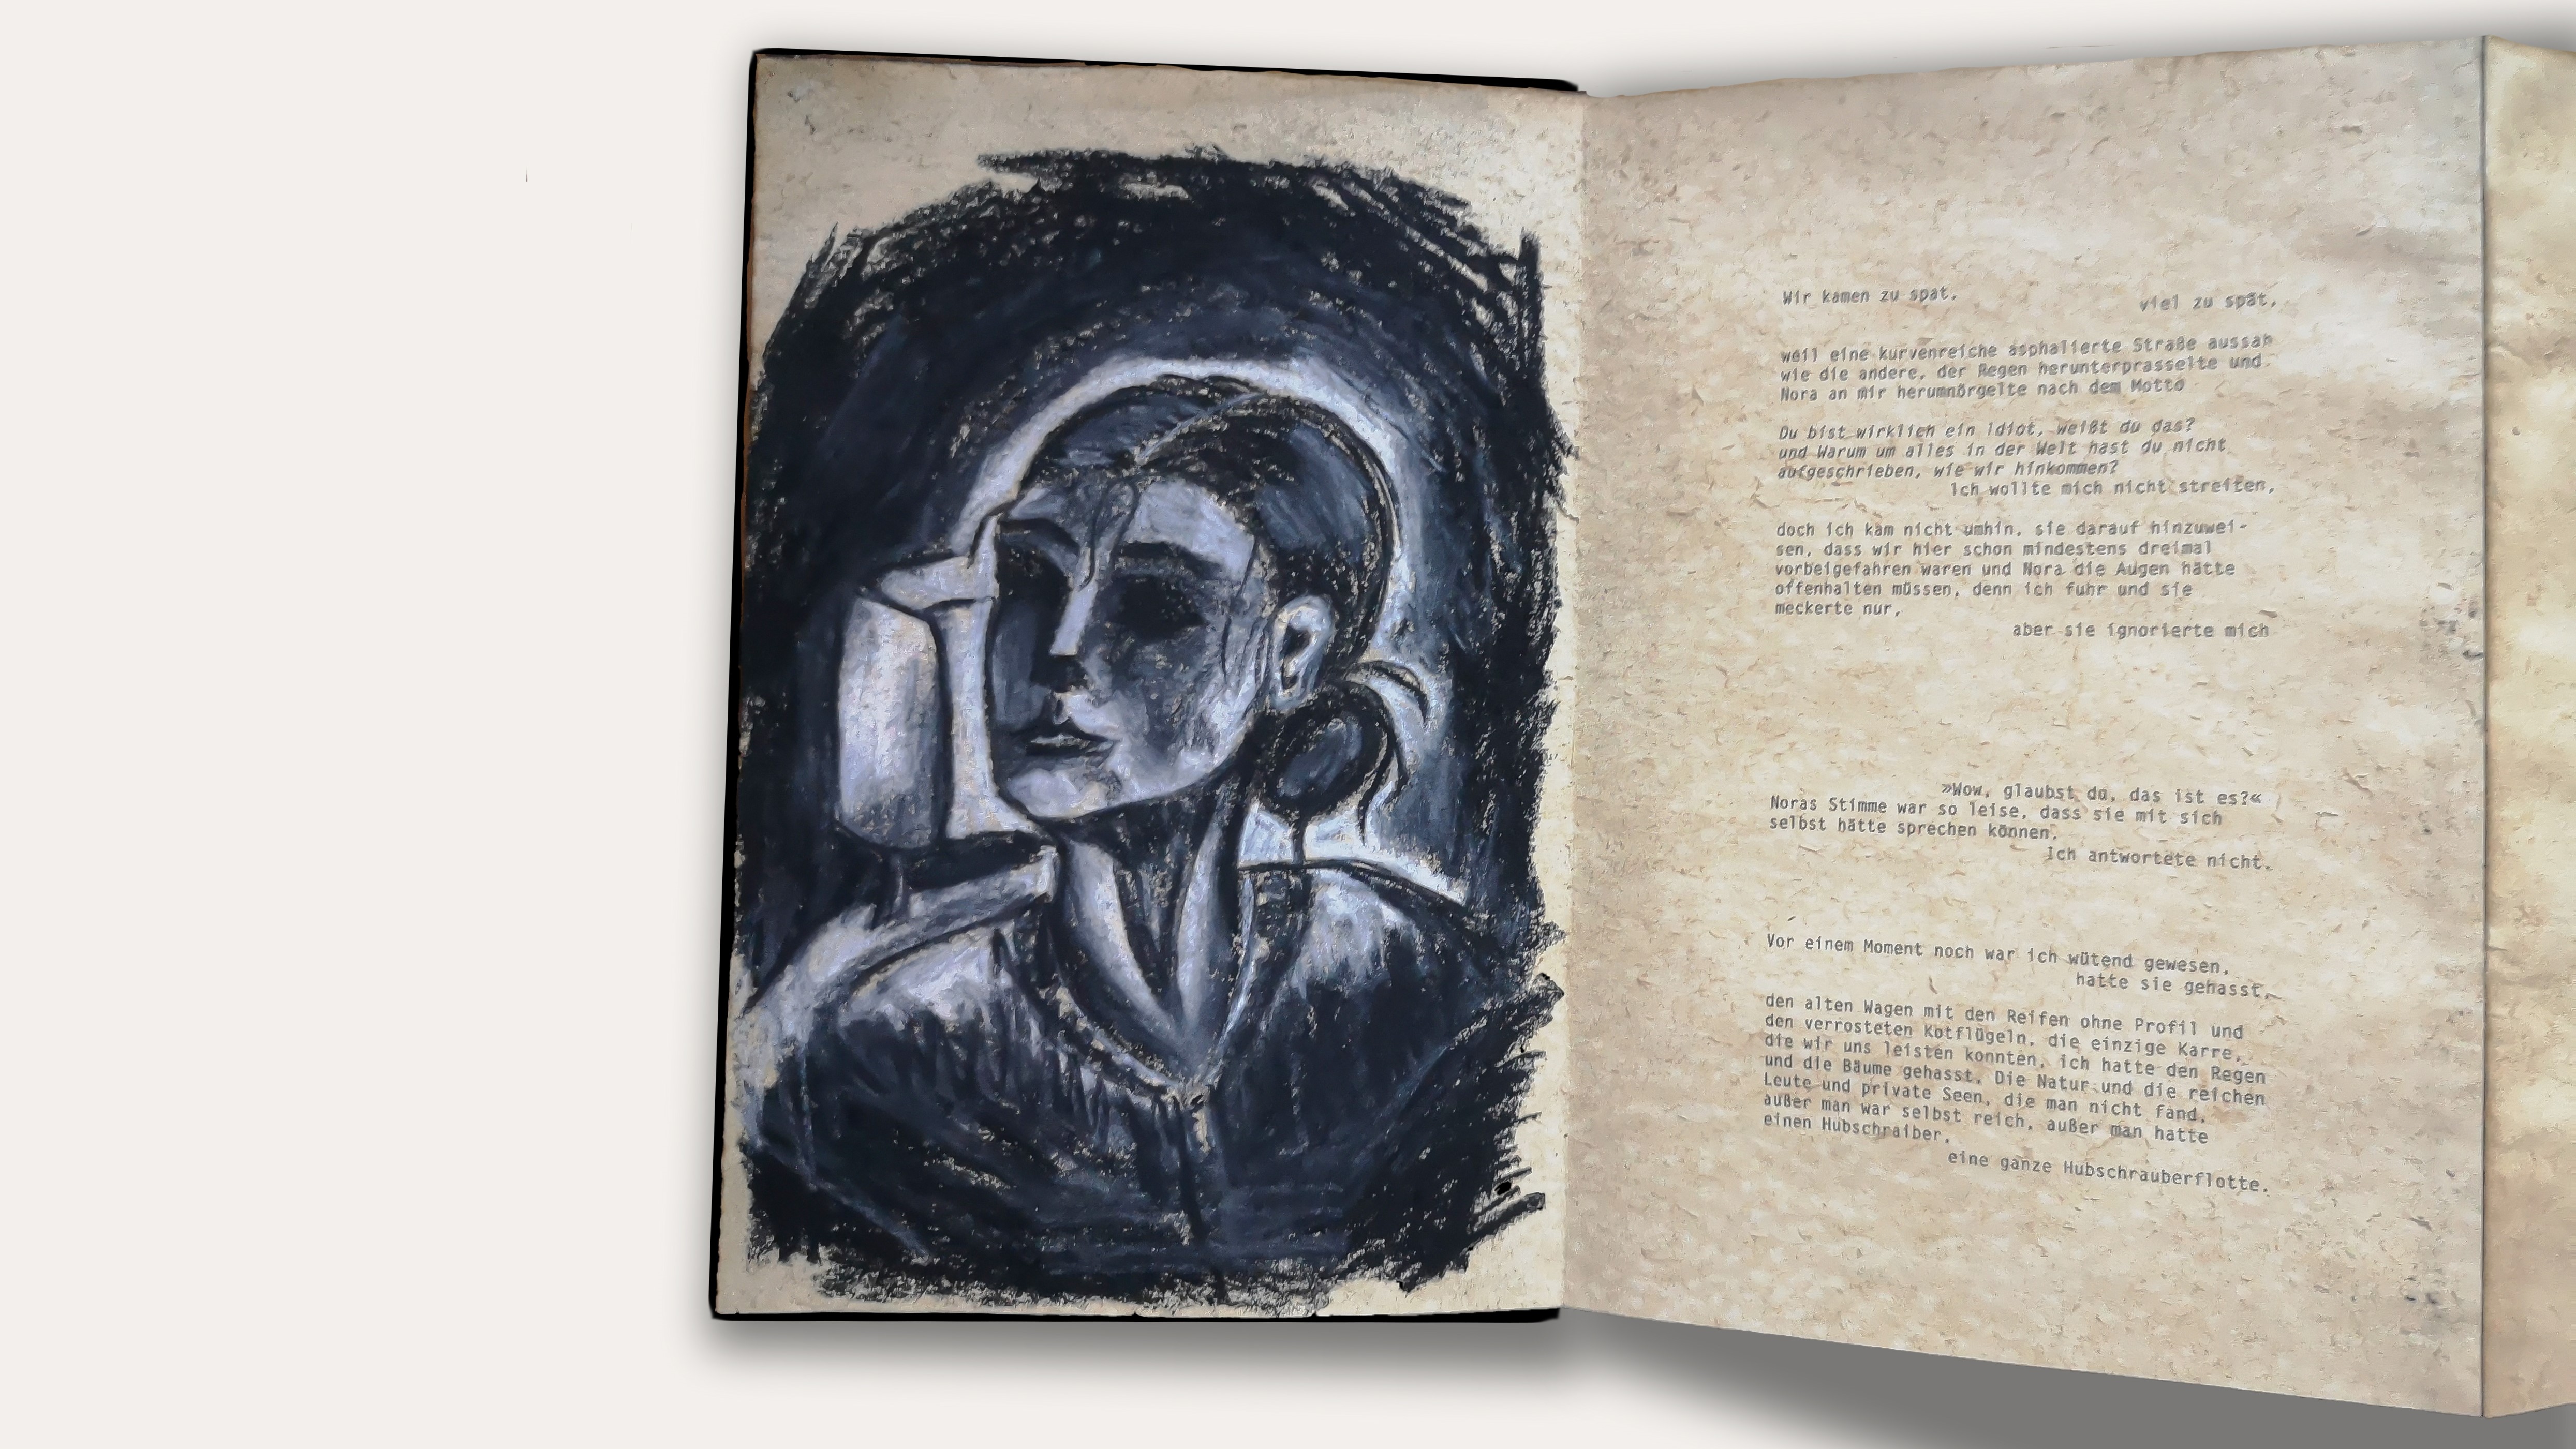 Wir kamen zu spät,
viel zu spät,
weil eine kurvenreiche asphalierte Straße aussah
wie die andere, der Regen herunterprasselte und
Nora an mir herumnörgelte nach dem Motto
Du bist wirklich ein Idiot, weißt du das?
und Warum um alles in der Welt hast du nicht
aufgeschrieben, wie wir hinkommen?
Ich wollte mich nicht streiten,
doch ich kam nicht umhin, sie darauf hinzuwei-
sen, dass wir hier schon mindestens dreimal
vorbeigefahren waren und Nora die Augen hätte
offenhalten müssen, denn ich fuhr und sie
meckerte nur,
aber sie ignorierte mich
»Wow, glaubst du, das ist es?«
Noras Stimme war so leise, dass sie mit sich
selbst hätte sprechen können.
Ich antwortete nicht.
Vor einem Moment noch war ich wütend gewesen,
hatte sie gehasst,
den alten Wagen mit den Reifen ohne Profil und
den verrosteten Kotflügeln, die einzige Karre,
die wir uns leisten konnten, ich hatte den Regen
und die Bäume gehasst. Die Natur und die reichen
Leute und private Seen, die man nicht fand,
außer man war selbst reich, außer man hatte
einen Hubschraiber,
eine ganze Hubschrauberflotte.